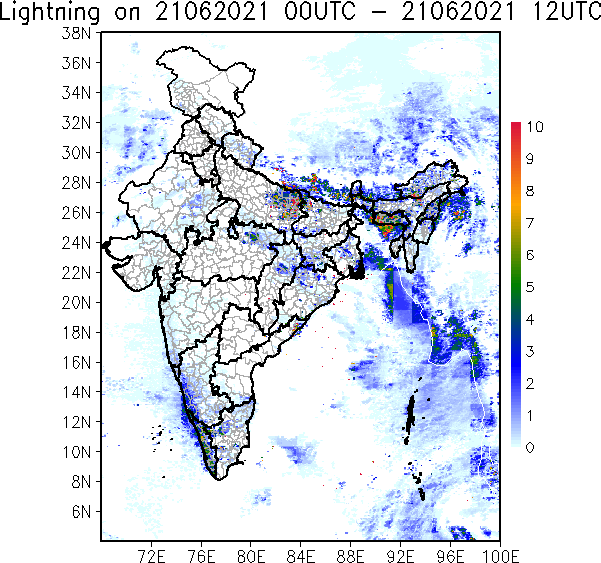 Lightning on 21062021 00UTC – 21062021 12UTC
38N
36N
34N
32N
30N
28N
26N
24N
22N
20N
18N
16N
14N
12N
10N
8N
6N
72E 76E 80E 84E 88E 92E 96E 100E
10
9
8
7
6
5
4
3
2
1
0